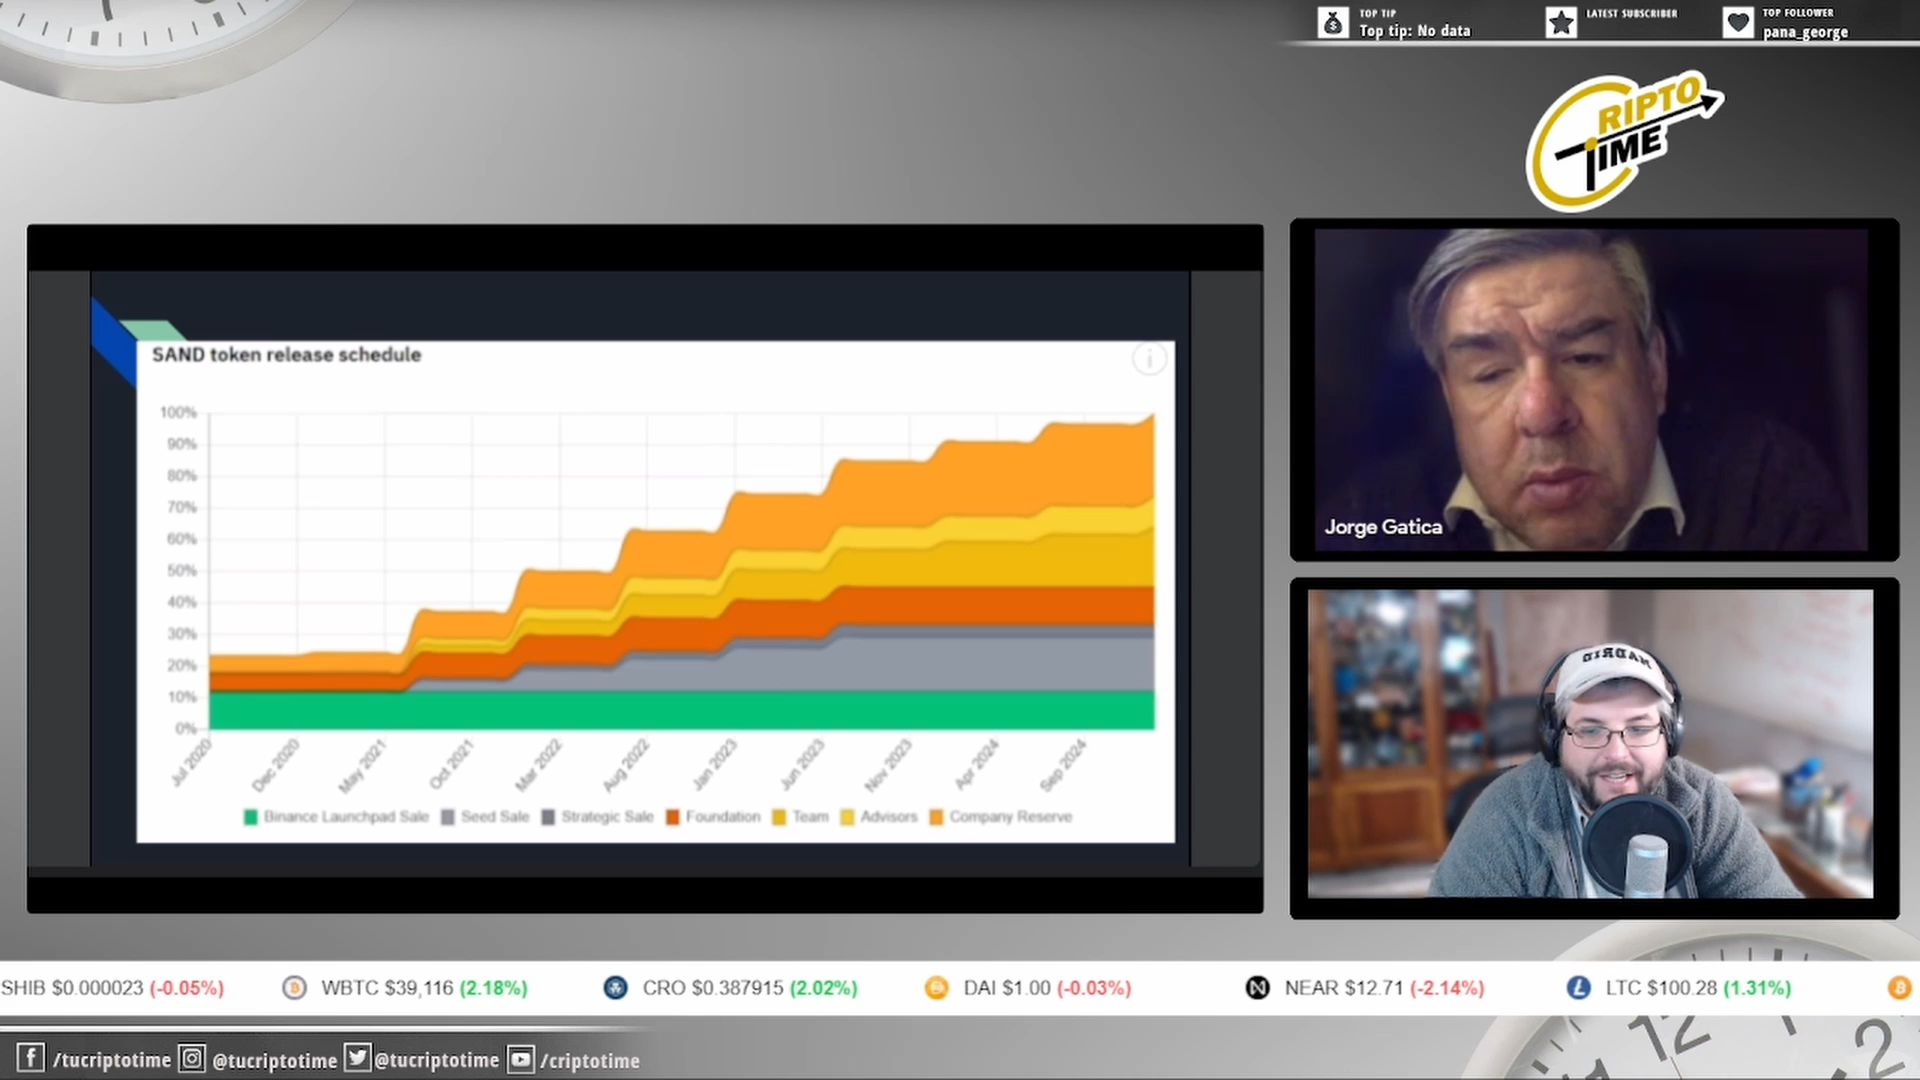 TOP TIP
Top tip: No data
LATEST SUBSCRIBER
TOP FOLLOWER
pana_george
RIPTO
TIME
SAND token release schedule
100%
90%
80%
70%
60%
50%
40%
30%
20%
10%
0%
Jul 2020
Dec 2020
May 2021
Oct 2021
Mar 2022
Aug 2022
Jan 2023
Jun 2023
Nov 2023
Apr 2024
Sep 2024
Binance Launchpad Sale Seed Sale Strategic Sale Foundation Team Advisors Company Reserve
Jorge Gatica
MADRID
SHIB $0.000023 (-0.05%) WBTC $39,116 (2.18%) CRO $0.387915 (2.02%) DAI $1.00 (-0.03%) NEAR $12.71 (-2.14%) LTC $100.28 (1.31%)
/tucriptotime @tucriptotime @tucriptotime /criptotime
12
1
2